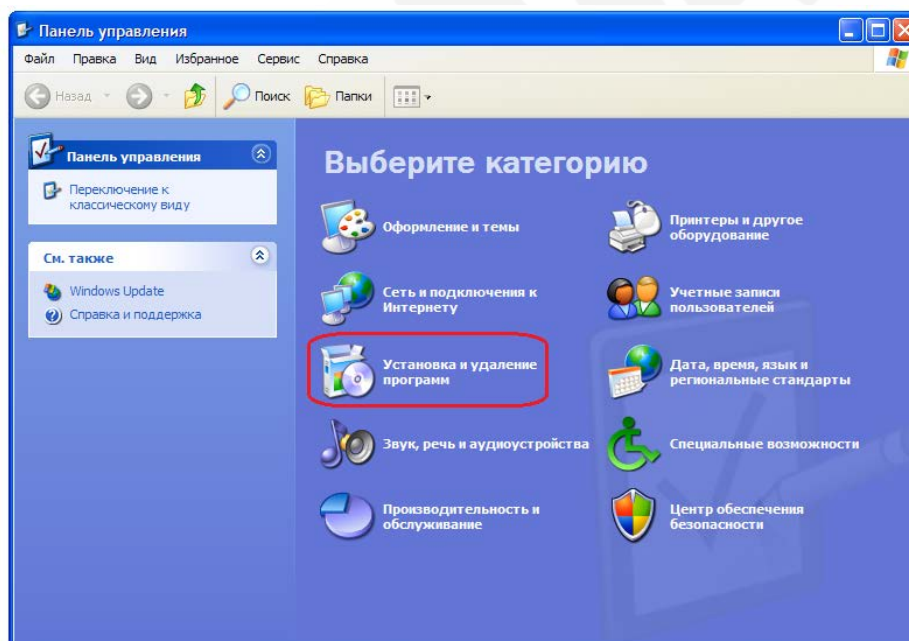 Панель управления
Файл Правка Вид Избранное Сервис Справка
Назад Поиск Папки
Панель управления
Переключение к
классическому виду
См. также
Windows Update
Справка и поддержка
Выберите категорию
Оформление и темы
Принтеры и другое
оборудование
Сеть и подключения к
Интернету
Учетные записи
пользователей
Установка и удаление
программ
Дата, время, язык и
региональные стандарты
Звук, речь и аудиоустройства
Специальные возможности
Производительность и
обслуживание
Центр обеспечения
безопасности